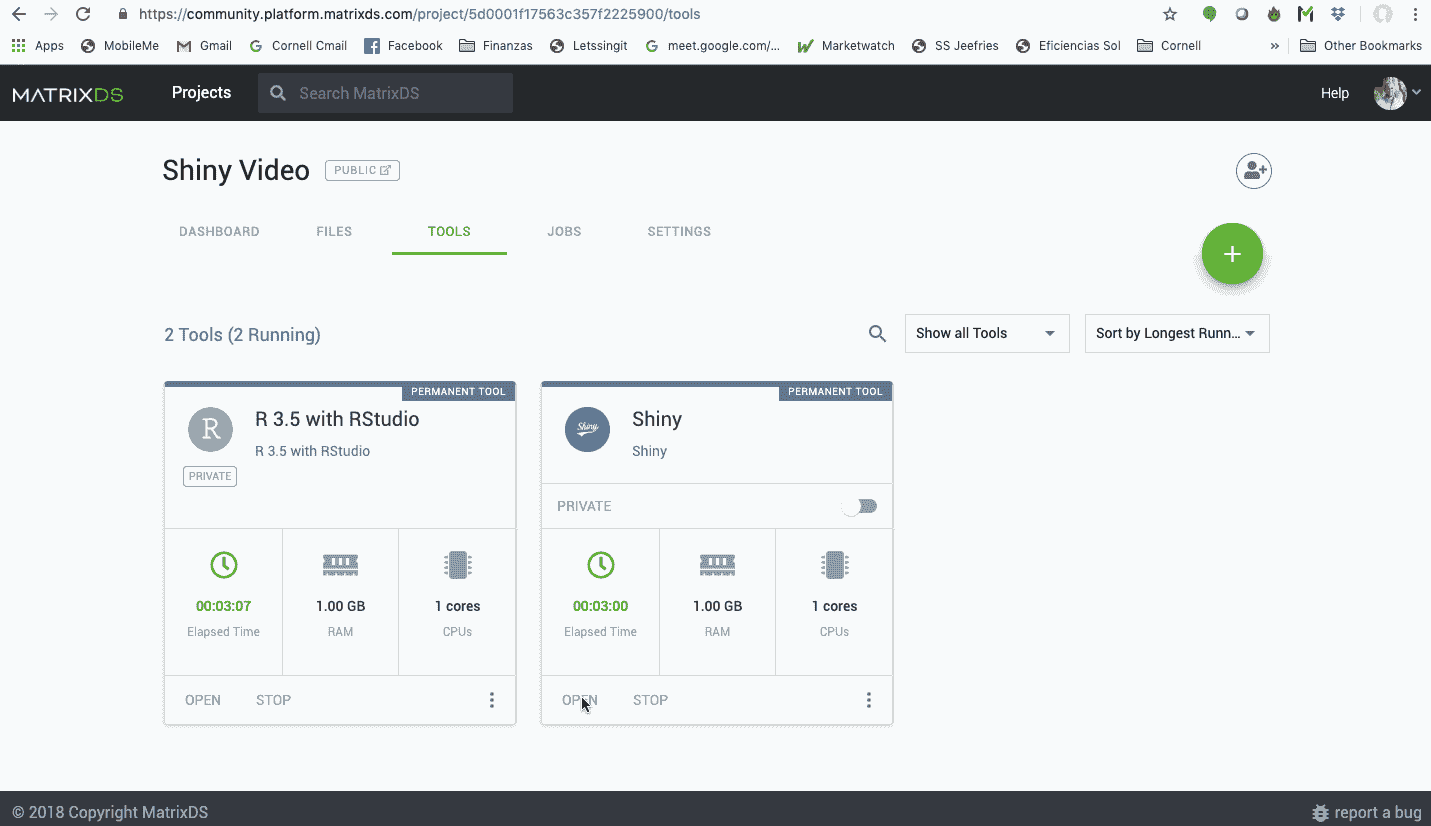 https://community.platform.matrixds.com/project/5d0001f17563c357f2225900/tools
Apps MobileMe Gmail Cornell Cmail Facebook Finanzas Letssingit meet.google.com/... Marketwatch SS Jeefries Eficiencias Sol Cornell » Other Bookmarks
MATRIXDS Projects Search MatrixDS Help
Shiny Video PUBLIC
DASHBOARD FILES TOOLS JOBS SETTINGS
+
2 Tools (2 Running) Show all Tools Sort by Longest Runn...
PERMANENT TOOL
R
R 3.5 with RStudio
R 3.5 with RStudio
PRIVATE
00:03:07 1.00 GB 1 cores
Elapsed Time RAM CPUs
OPEN STOP
PERMANENT TOOL
Shiny
Shiny
Shiny
PRIVATE
00:03:00 1.00 GB 1 cores
Elapsed Time RAM CPUs
OPEN STOP
© 2018 Copyright MatrixDS report a bug